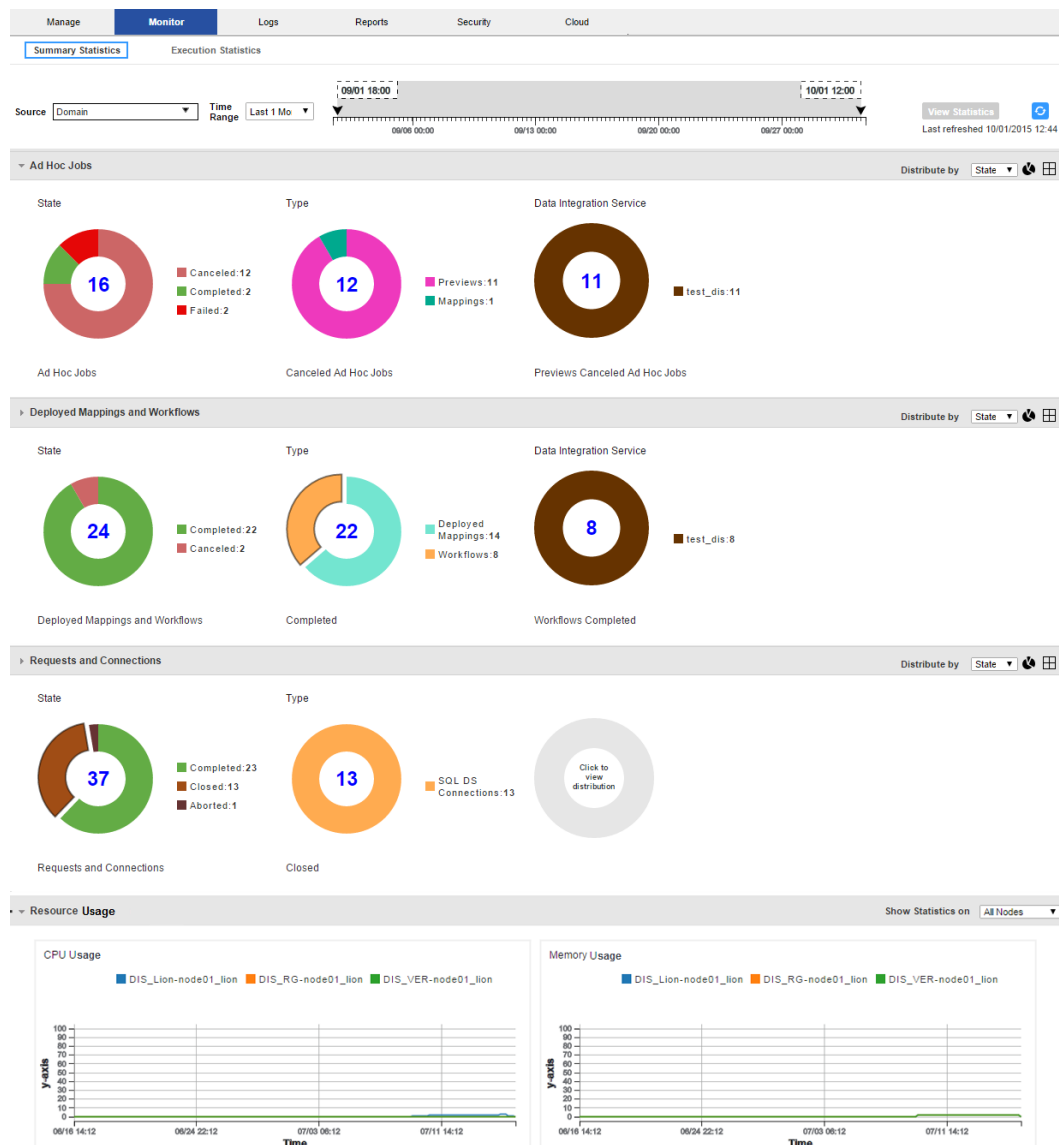 Manage Monitor Logs Reports Security Cloud
Summary Statistics Execution Statistics
09/01 18:00 10/01 12:00
Source Domain Time Range Last 1 Mo View Statistics
09/06 00:00 09/13 00:00 09/20 00:00 09/27 00:00
Last refreshed 10/01/2015 12:44
Ad Hoc Jobs Distribute by State
State Type Data Integration Service
16
Canceled:12
Completed:2
Failed:2
12
Previews:11
Mappings:1
11
test_dis:11
Ad Hoc Jobs Canceled Ad Hoc Jobs Previews Canceled Ad Hoc Jobs
Deployed Mappings and Workflows Distribute by State
State Type Data Integration Service
24
Completed:22
Canceled:2
22
Deployed
Mappings:14
Workflows:8
8
test_dis:8
Deployed Mappings and Workflows Completed Workflows Completed
Requests and Connections Distribute by State
State Type
37
Completed:23
Closed:13
Aborted:1
13
SQL DS
Connections:13
Click to
view
distribution
Requests and Connections Closed
Resource Usage Show Statistics on All Nodes
CPU Usage
DIS_Lion-node01_lion DIS_RG-node01_lion DIS_VER-node01_lion
100
90
80
70
60
50
40
30
20
10
0
y-axis
06/16 14:12 06/24 22:12 07/03 06:12 07/11 14:12
Time
Memory Usage
DIS_Lion-node01_lion DIS_RG-node01_lion DIS_VER-node01_lion
100
90
80
70
60
50
40
30
20
10
0
y-axis
06/16 14:12 06/24 22:12 07/03 06:12 07/11 14:12
Time